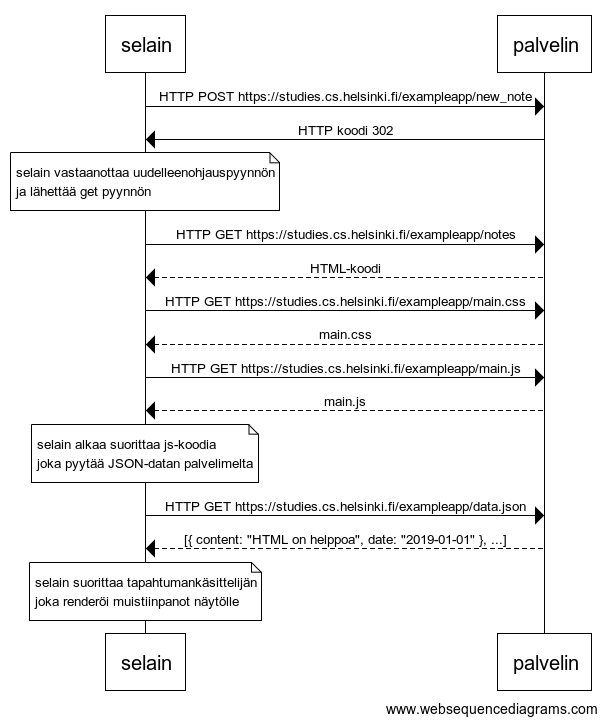 selain
palvelin
HTTP POST https://studies.cs.helsinki.fi/exampleapp/new_note
HTTP koodi 302
selain vastaanottaa uudelleenohjauspyynnön
ja lähettää get pyynnön
HTTP GET https://studies.cs.helsinki.fi/exampleapp/notes
HTML-koodi
HTTP GET https://studies.cs.helsinki.fi/exampleapp/main.css
main.css
HTTP GET https://studies.cs.helsinki.fi/exampleapp/main.js
main.js
selain alkaa suorittaa js-koodia
joka pyytää JSON-datan palvelimelta
HTTP GET https://studies.cs.helsinki.fi/exampleapp/data.json
[{ content: "HTML on helppoa", date: "2019-01-01" }, ...]
selain suorittaa tapahtumankäsittelijän
joka renderöi muistiinpanot näytölle
selain
palvelin
www.websequencediagrams.com